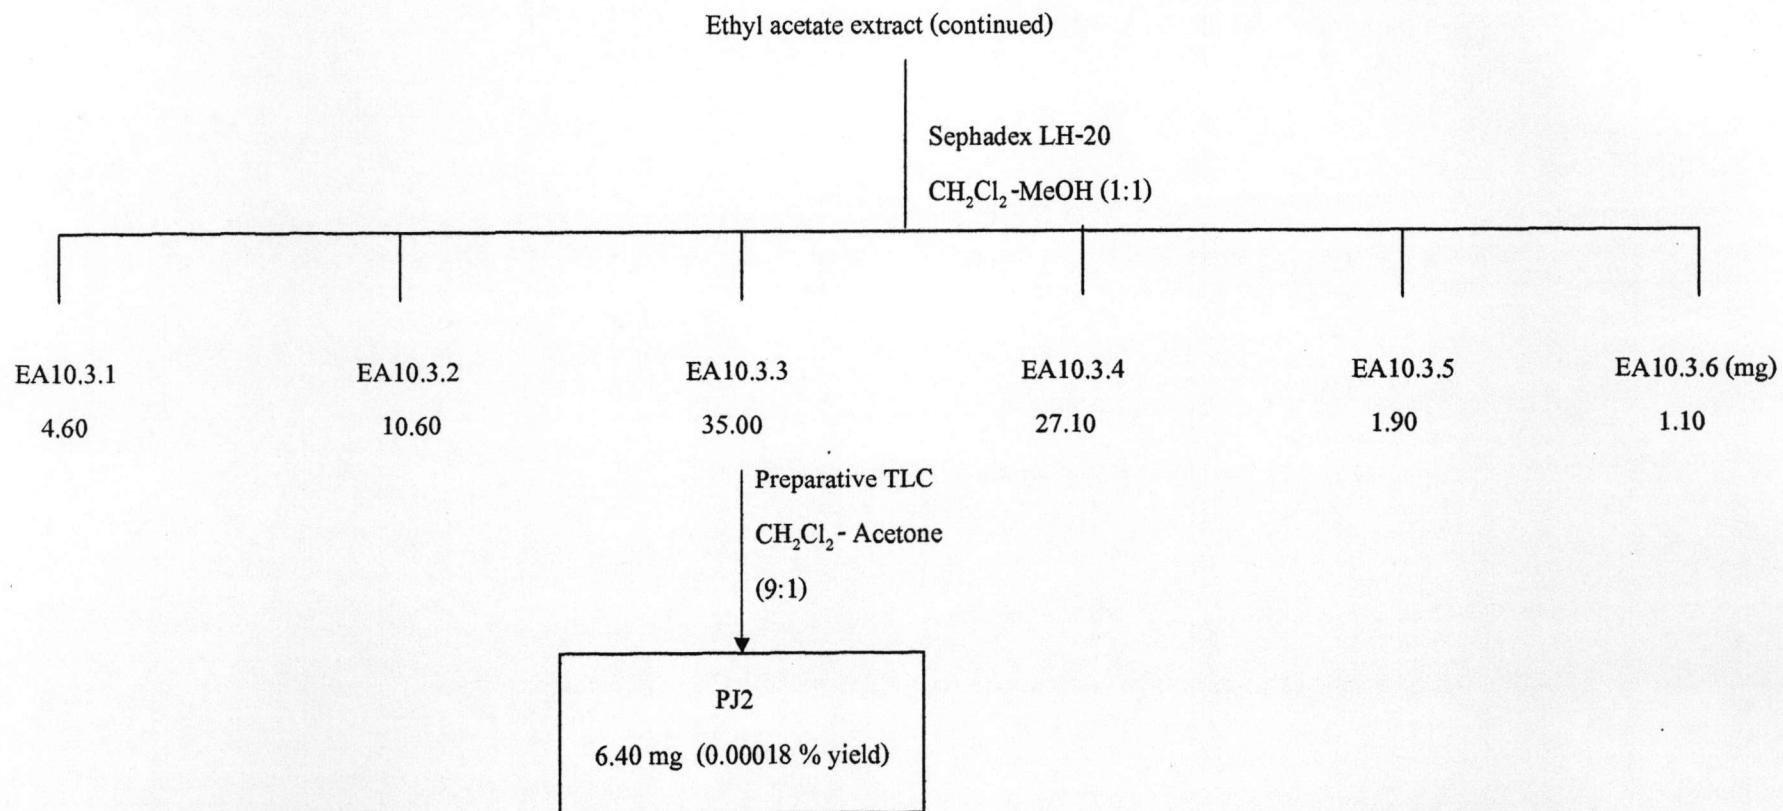 Ethyl acetate extract (continued)
Sephadex LH-20
CH₂Cl₂-MeOH (1:1)
EA10.3.1 EA10.3.2 EA10.3.3 EA10.3.4 EA10.3.5 EA10.3.6 (mg)
4.60 10.60 35.00 27.10 1.90 1.10
Preparative TLC
CH₂Cl₂- Acetone
(9:1)
PJ2
6.40 mg (0.00018 % yield)